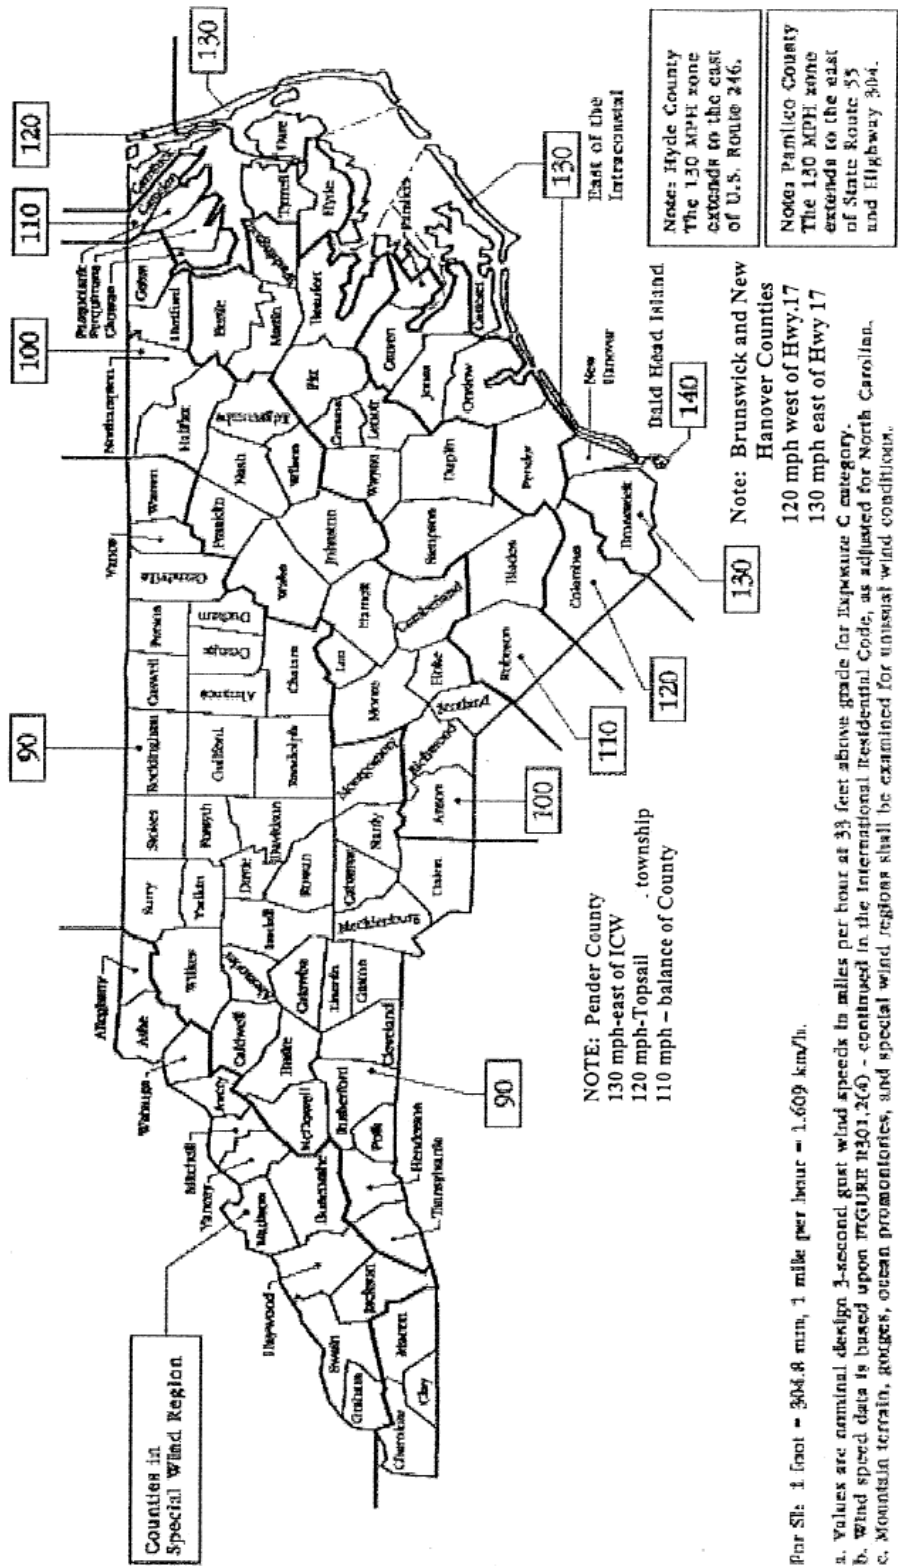 120
130
110
100
90
Pasquotank
Perquimans
Chowan
Northampton
Vance
Alleghany
Watauga
Mitchell
Yancey
Haywood
Counties in
Special Wind Region
Currituck
Camden
Gates
Hertford
Warren
Granville
Person
Caswell
Rockingham
Stokes
Surry
Ashe
Halifax
Bertie
Franklin
Durham
Orange
Alamance
Guilford
Forsyth
Yadkin
Wilkes
Martin
Tyrrell
Dare
Edgecombe
Nash
Wilson
Wake
Chatam
Randolph
Davidson
Davie
Iredell
Alexander
Caldwell
Avery
Madison
Hyde
Beaufort
Pitt
Greene
Johnston
Lee
Rowan
Catawba
Burke
McDowell
Buncombe
Swain
Graham
Pamlico
Craven
Lenoir
Wayne
Harnett
Moore
Montgomery
Stanly
Cabarrus
Mecklenburg
Lincoln
Gaston
Cleveland
Rutherford
Polk
Jackson
Macon
Clay
Cherokee
Carteret
Jones
Onslow
Duplin
Sampson
Cumberland
Hoke
Richmond
Anson
Union
Henderson
Transylvania
Pender
Bladen
Robeson
Columbus
Brunswick
New
Hanover
130
East of the
Intracoastal
Bald Head Island
140
130
120
110
100
90
Note: Hyde County
The 130 MPH zone
extends to the east
of U.S. Route 246.
Note: Pamlico County
The 130 MPH zone
extends to the east
of State Route 55
and Highway 304.
NOTE: Pender County
130 mph-east of ICW
120 mph-Topsail township
110 mph – balance of County
Note: Brunswick and New
Hanover Counties
120 mph west of Hwy.17
130 mph east of Hwy 17
For SI: 1 foot = 304.8 mm, 1 mile per hour = 1.609 km/h.
a. Values are nominal design 3-second gust wind speeds in miles per hour at 33 feet above grade for Exposure C category.
b. Wind speed data is based upon FIGURE R301.2(4) - continued in the International Residential Code, as adjusted for North Carolina.
c. Mountain terrain, gorges, ocean promontories, and special wind regions shall be examined for unusual wind conditions.